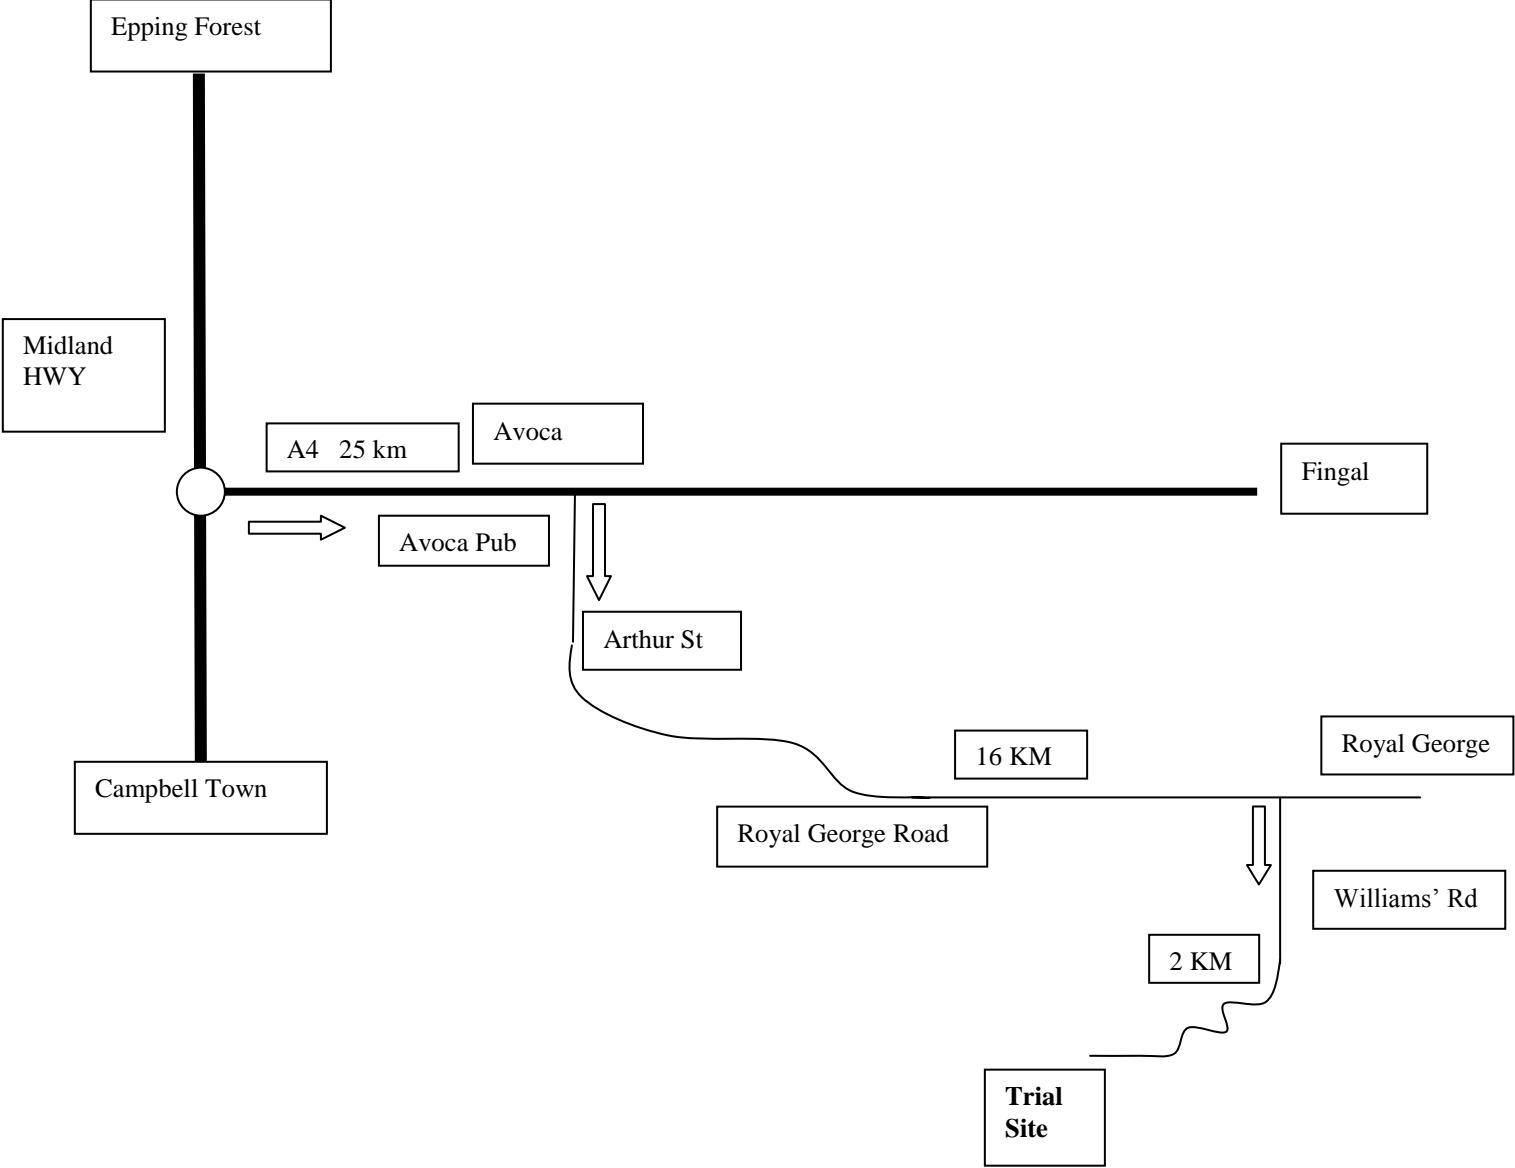 Epping Forest
Midland
HWY
A4 25 km
Avoca
Fingal
Avoca Pub
Arthur St
16 KM
Royal George
Campbell Town
Royal George Road
Williams’ Rd
2 KM
Trial
Site